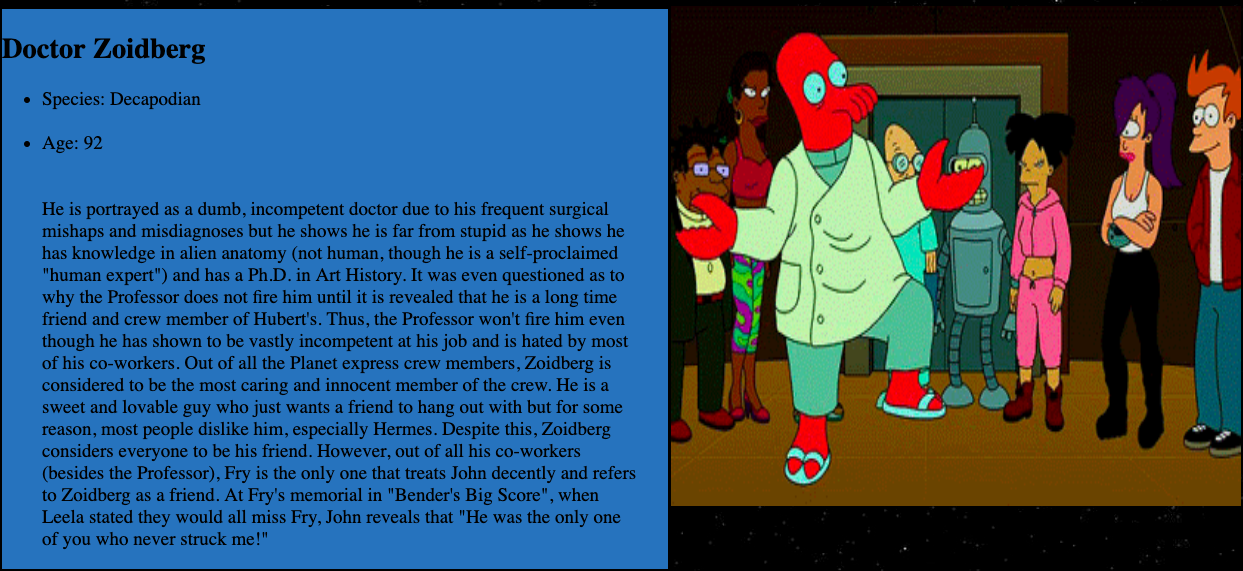 Doctor Zoidberg
• Species: Decapodian
• Age: 92
He is portrayed as a dumb, incompetent doctor due to his frequent surgical
mishaps and misdiagnoses but he shows he is far from stupid as he shows he
has knowledge in alien anatomy (not human, though he is a self-proclaimed
"human expert") and has a Ph.D. in Art History. It was even questioned as to
why the Professor does not fire him until it is revealed that he is a long time
friend and crew member of Hubert's. Thus, the Professor won't fire him even
though he has shown to be vastly incompetent at his job and is hated by most
of his co-workers. Out of all the Planet express crew members, Zoidberg is
considered to be the most caring and innocent member of the crew. He is a
sweet and lovable guy who just wants a friend to hang out with but for some
reason, most people dislike him, especially Hermes. Despite this, Zoidberg
considers everyone to be his friend. However, out of all his co-workers
(besides the Professor), Fry is the only one that treats John decently and refers
to Zoidberg as a friend. At Fry's memorial in "Bender's Big Score", when
Leela stated they would all miss Fry, John reveals that "He was the only one
of you who never struck me!"